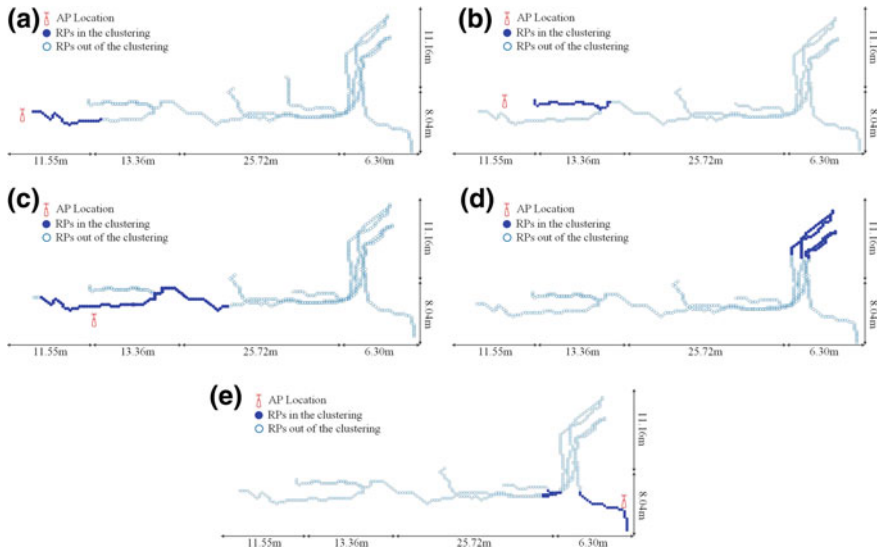 (a)
AP Location
RPs in the clustering
RPs out of the clustering
11.16m
8.04m
11.55m 13.36m 25.72m 6.30m
(b)
AP Location
RPs in the clustering
RPs out of the clustering
11.16m
8.04m
11.55m 13.36m 25.72m 6.30m
(c)
AP Location
RPs in the clustering
RPs out of the clustering
11.16m
8.04m
11.55m 13.36m 25.72m 6.30m
(d)
AP Location
RPs in the clustering
RPs out of the clustering
11.16m
8.04m
11.55m 13.36m 25.72m 6.30m
(e)
AP Location
RPs in the clustering
RPs out of the clustering
11.16m
8.04m
11.55m 13.36m 25.72m 6.30m